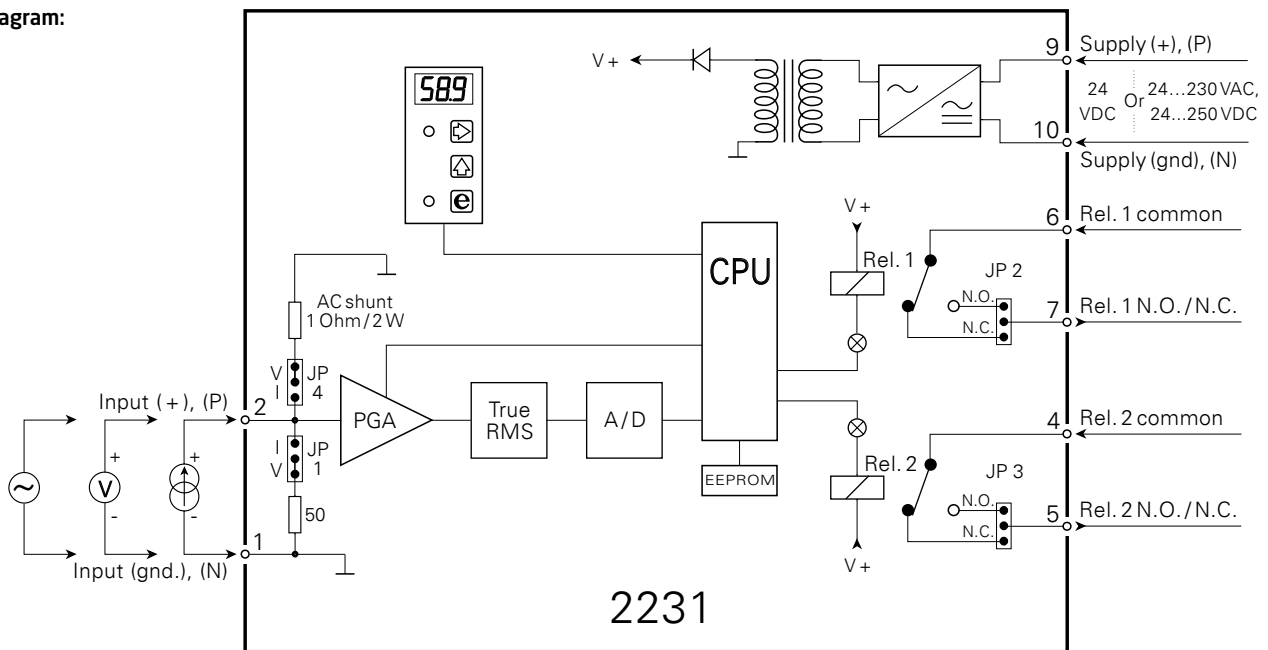 agram:
9 Supply (+), (P)
V +
58.9
24 VDC Or 24...230 VAC, 24...250 VDC
10
Supply (gnd), (N)
e
V +
6 Rel. 1 common
CPU
Rel. 1
JP 2
AC shunt
1 Ohm / 2 W
N.O.
7 Rel. 1 N.O. / N.C.
N.C.
V JP
I 4
Input (+), (P)
2
PGA
True
RMS
A/D
4 Rel. 2 common
I JP
V 1
Rel. 2
JP 3
EEPROM
V
+
-
+
-
50
N.O.
5 Rel. 2 N.O. / N.C.
N.C.
1
Input (gnd.), (N)
V +
2231